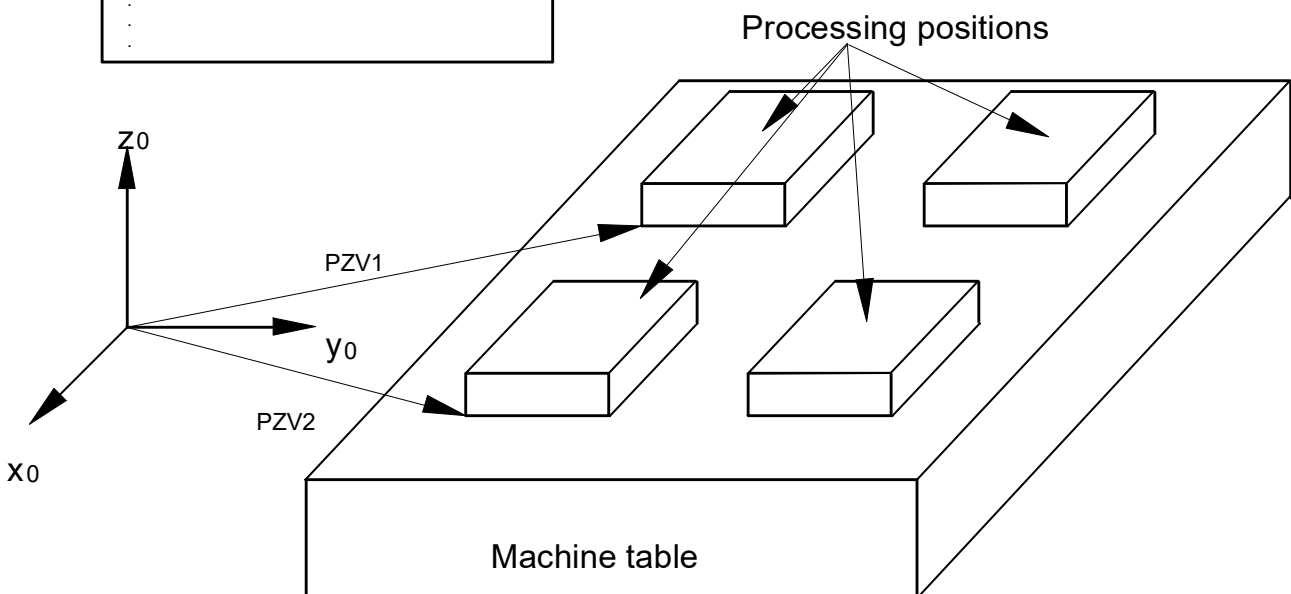 .
.
.
Processing positions
z0
PZV1
y0
PZV2
x0
Machine table